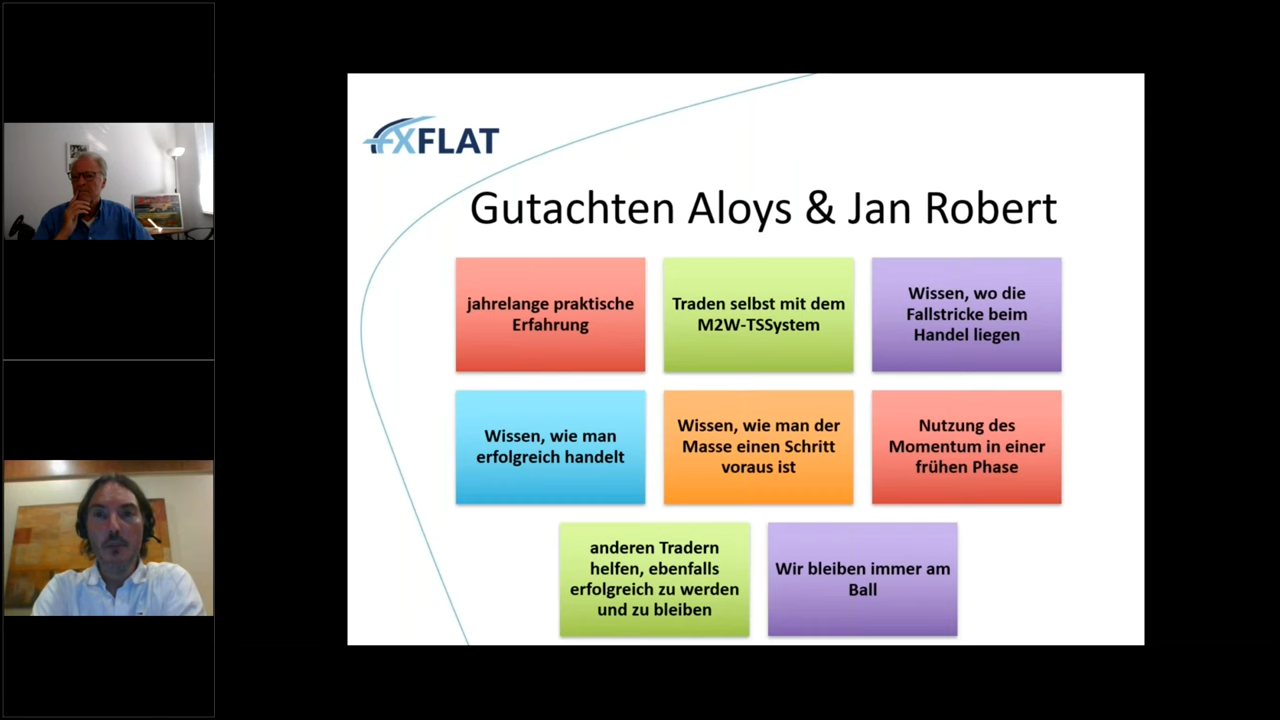 FXFLAT
Gutachten Aloys & Jan Robert
jahrelange praktische
Erfahrung
Traden selbst mit dem
M2W-TSSystem
Wissen, wo die
Fallstricke beim
Handel liegen
Wissen, wie man
erfolgreich handelt
Wissen, wie man der
Masse einen Schritt
voraus ist
Nutzung des
Momentum in einer
frühen Phase
anderen Tradern
helfen, ebenfalls
erfolgreich zu werden
und zu bleiben
Wir bleiben immer am
Ball